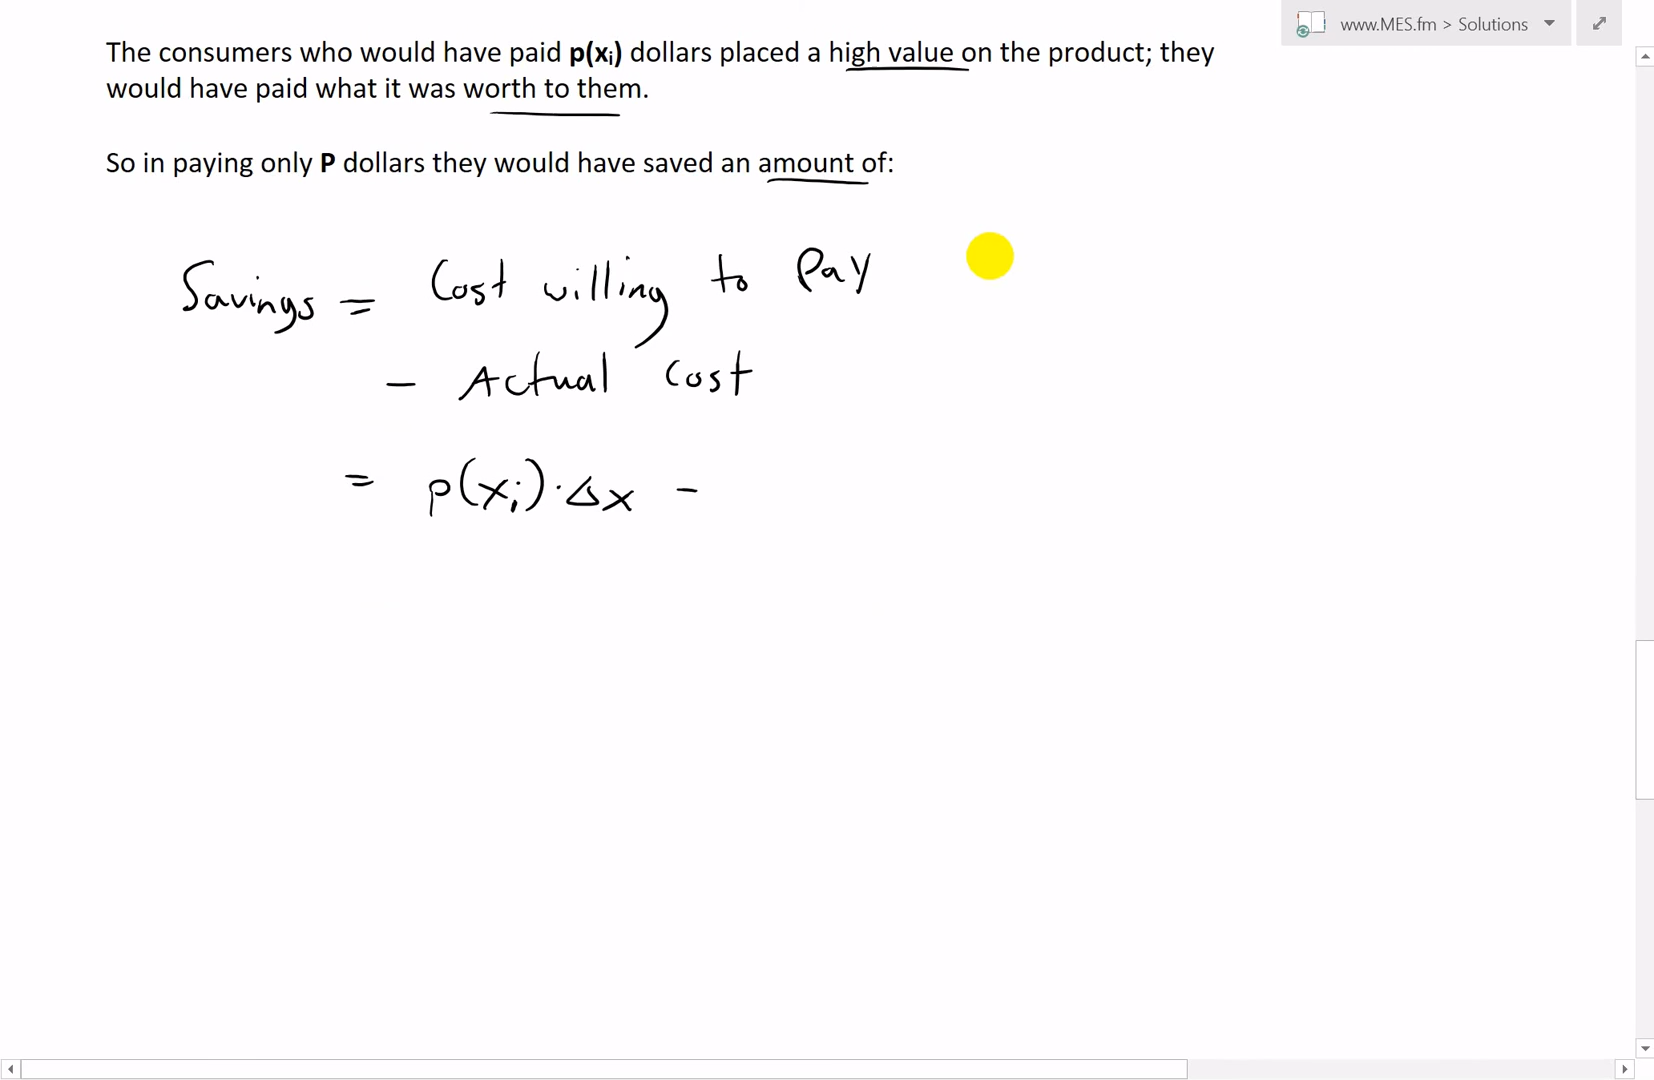 www.MES.fm > Solutions
The consumers who would have paid p(xᵢ) dollars placed a high value on the product; they
would have paid what it was worth to them.
So in paying only P dollars they would have saved an amount of:
Savings = Cost willing to Pay
- Actual Cost
= p(xᵢ)·Δx -